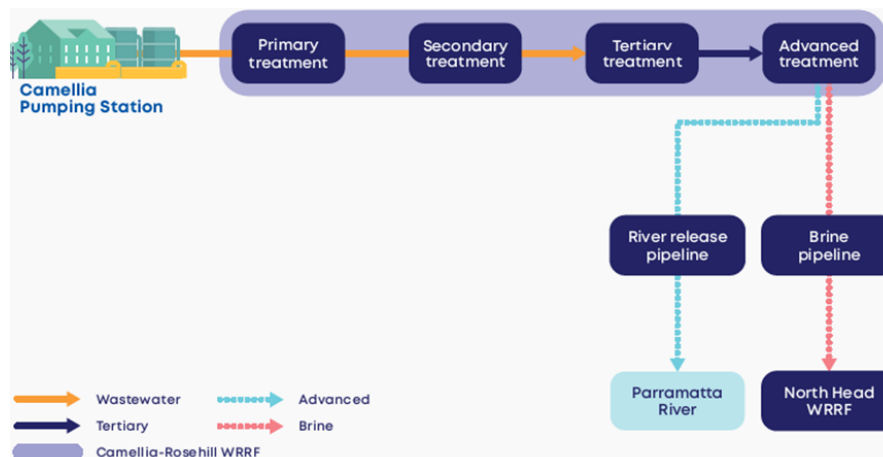 Primary
treatment
Secondary
treatment
Tertiary
treatment
Advanced
treatment
Camellia
Pumping Station
River release
pipeline
Brine
pipeline
Parramatta
River
North Head
WRRF
Wastewater
Advanced
Tertiary
Brine
Camellia-Rosehill WRRF